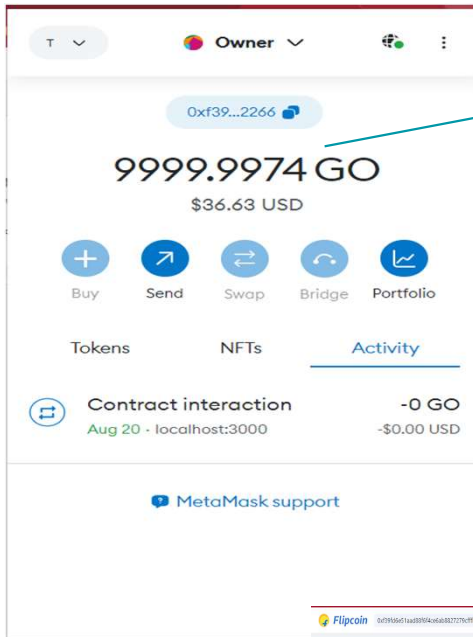 T
Owner
0xf39...2266
9999.9974 GO
$36.63 USD
Buy Send Swap Bridge Portfolio
Tokens NFTs Activity
Contract interaction -0 GO
Aug 20 · localhost:3000 -$0.00 USD
MetaMask support
Flipcoin